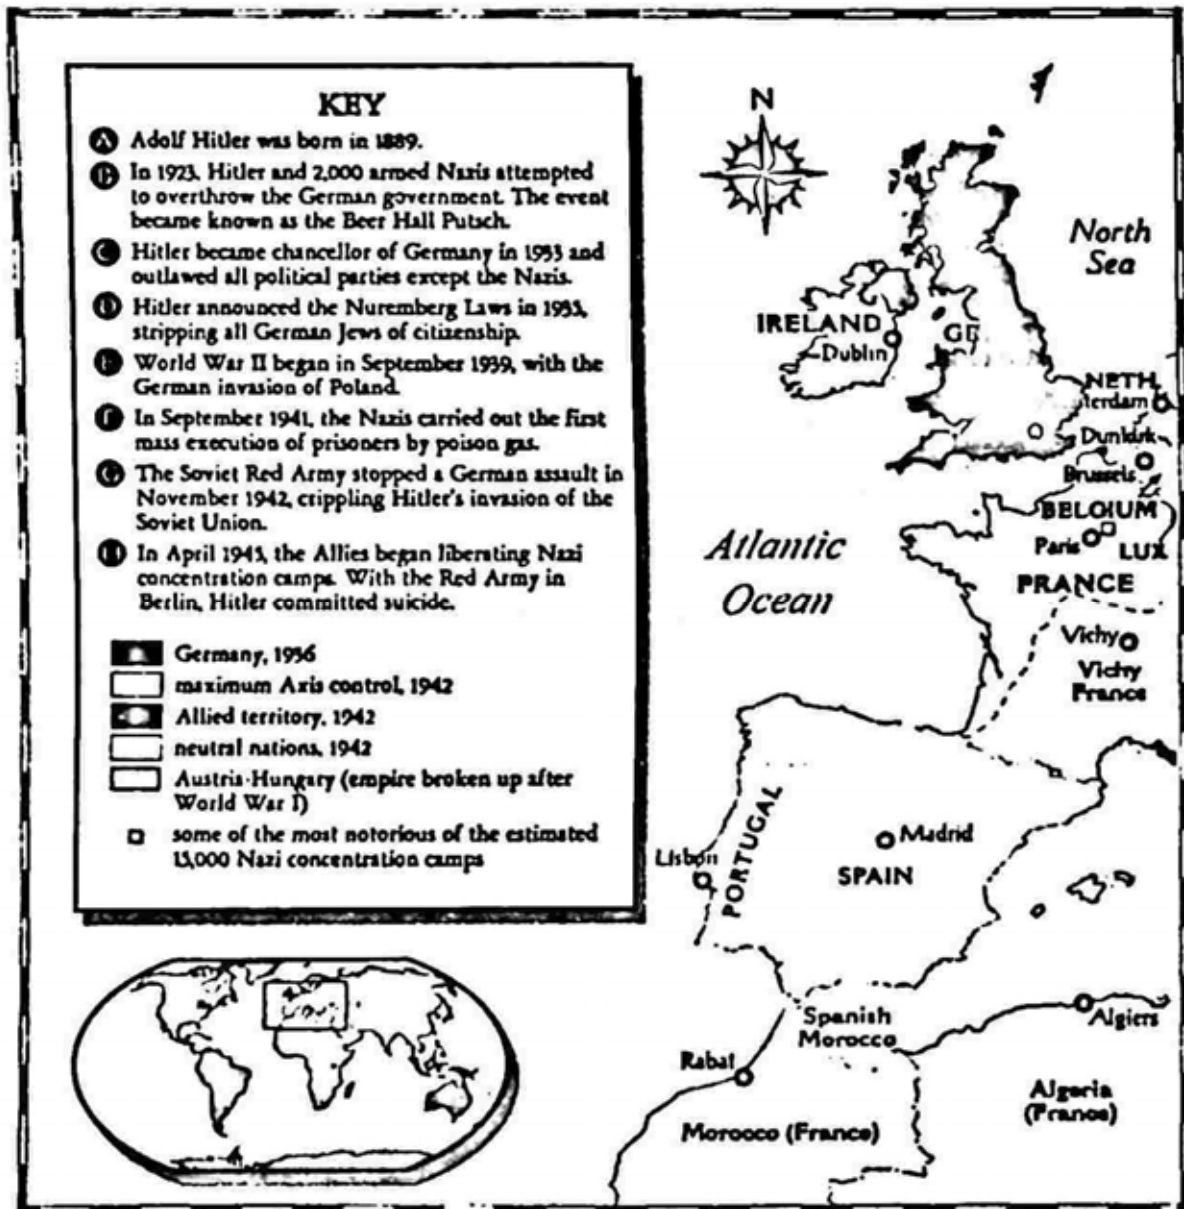 KEY
A Adolf Hitler was born in 1889.
In 1923, Hitler and 2,000 armed Nazis attempted
to overthrow the German government. The event
became known as the Beer Hall Putsch.
C Hitler became chancellor of Germany in 1933 and
outlawed all political parties except the Nazis.
Hitler announced the Nuremberg Laws in 1935,
stripping all German Jews of citizenship.
World War II began in September 1939, with the
German invasion of Poland.
In September 1941, the Nazis carried out the first
mass execution of prisoners by poison gas.
The Soviet Red Army stopped a German assault in
November 1942, crippling Hitler's invasion of the
Soviet Union.
In April 1945, the Allies began liberating Nazi
concentration camps. With the Red Army in
Berlin, Hitler committed suicide.
Germany, 1936
maximum Axis control, 1942
Allied territory, 1942
neutral nations, 1942
Austria-Hungary (empire broken up after
World War I)
some of the most notorious of the estimated
15,000 Nazi concentration camps
N
North
Sea
IRELAND
Dublin
NETH
terdam
Dunkirk
Brussels
BELGIUM
Paris
LUX
FRANCE
Atlantic
Ocean
Vichy
Vichy
France
PORTUGAL
Lisbon
Madrid
SPAIN
Spanish
Morocco
Algiers
Rabat
Algeria
(France)
Morocco (France)